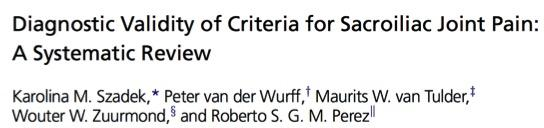 Diagnostic Validity of Criteria for Sacroiliac Joint Pain:
A Systematic Review
Karolina M. Szadek,* Peter van der Wurff,† Maurits W. van Tulder,‡
Wouter W. Zuurmond,§ and Roberto S. G. M. Perez‖